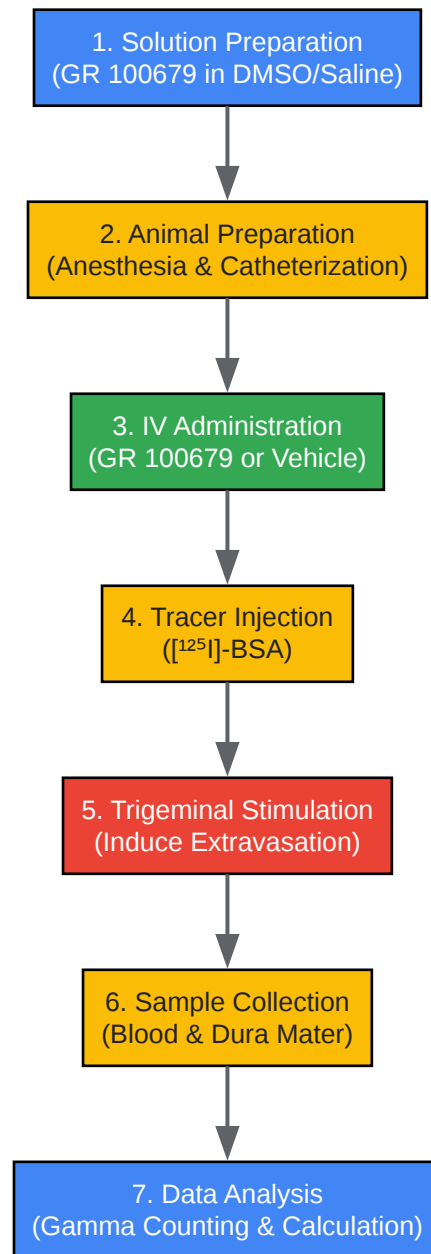 1. Solution Preparation
(GR 100679 in DMSO/Saline)
2. Animal Preparation
(Anesthesia & Catheterization)
3. IV Administration
(GR 100679 or Vehicle)
4. Tracer Injection
([¹²⁵I]-BSA)
5. Trigeminal Stimulation
(Induce Extravasation)
6. Sample Collection
(Blood & Dura Mater)
7. Data Analysis
(Gamma Counting & Calculation)